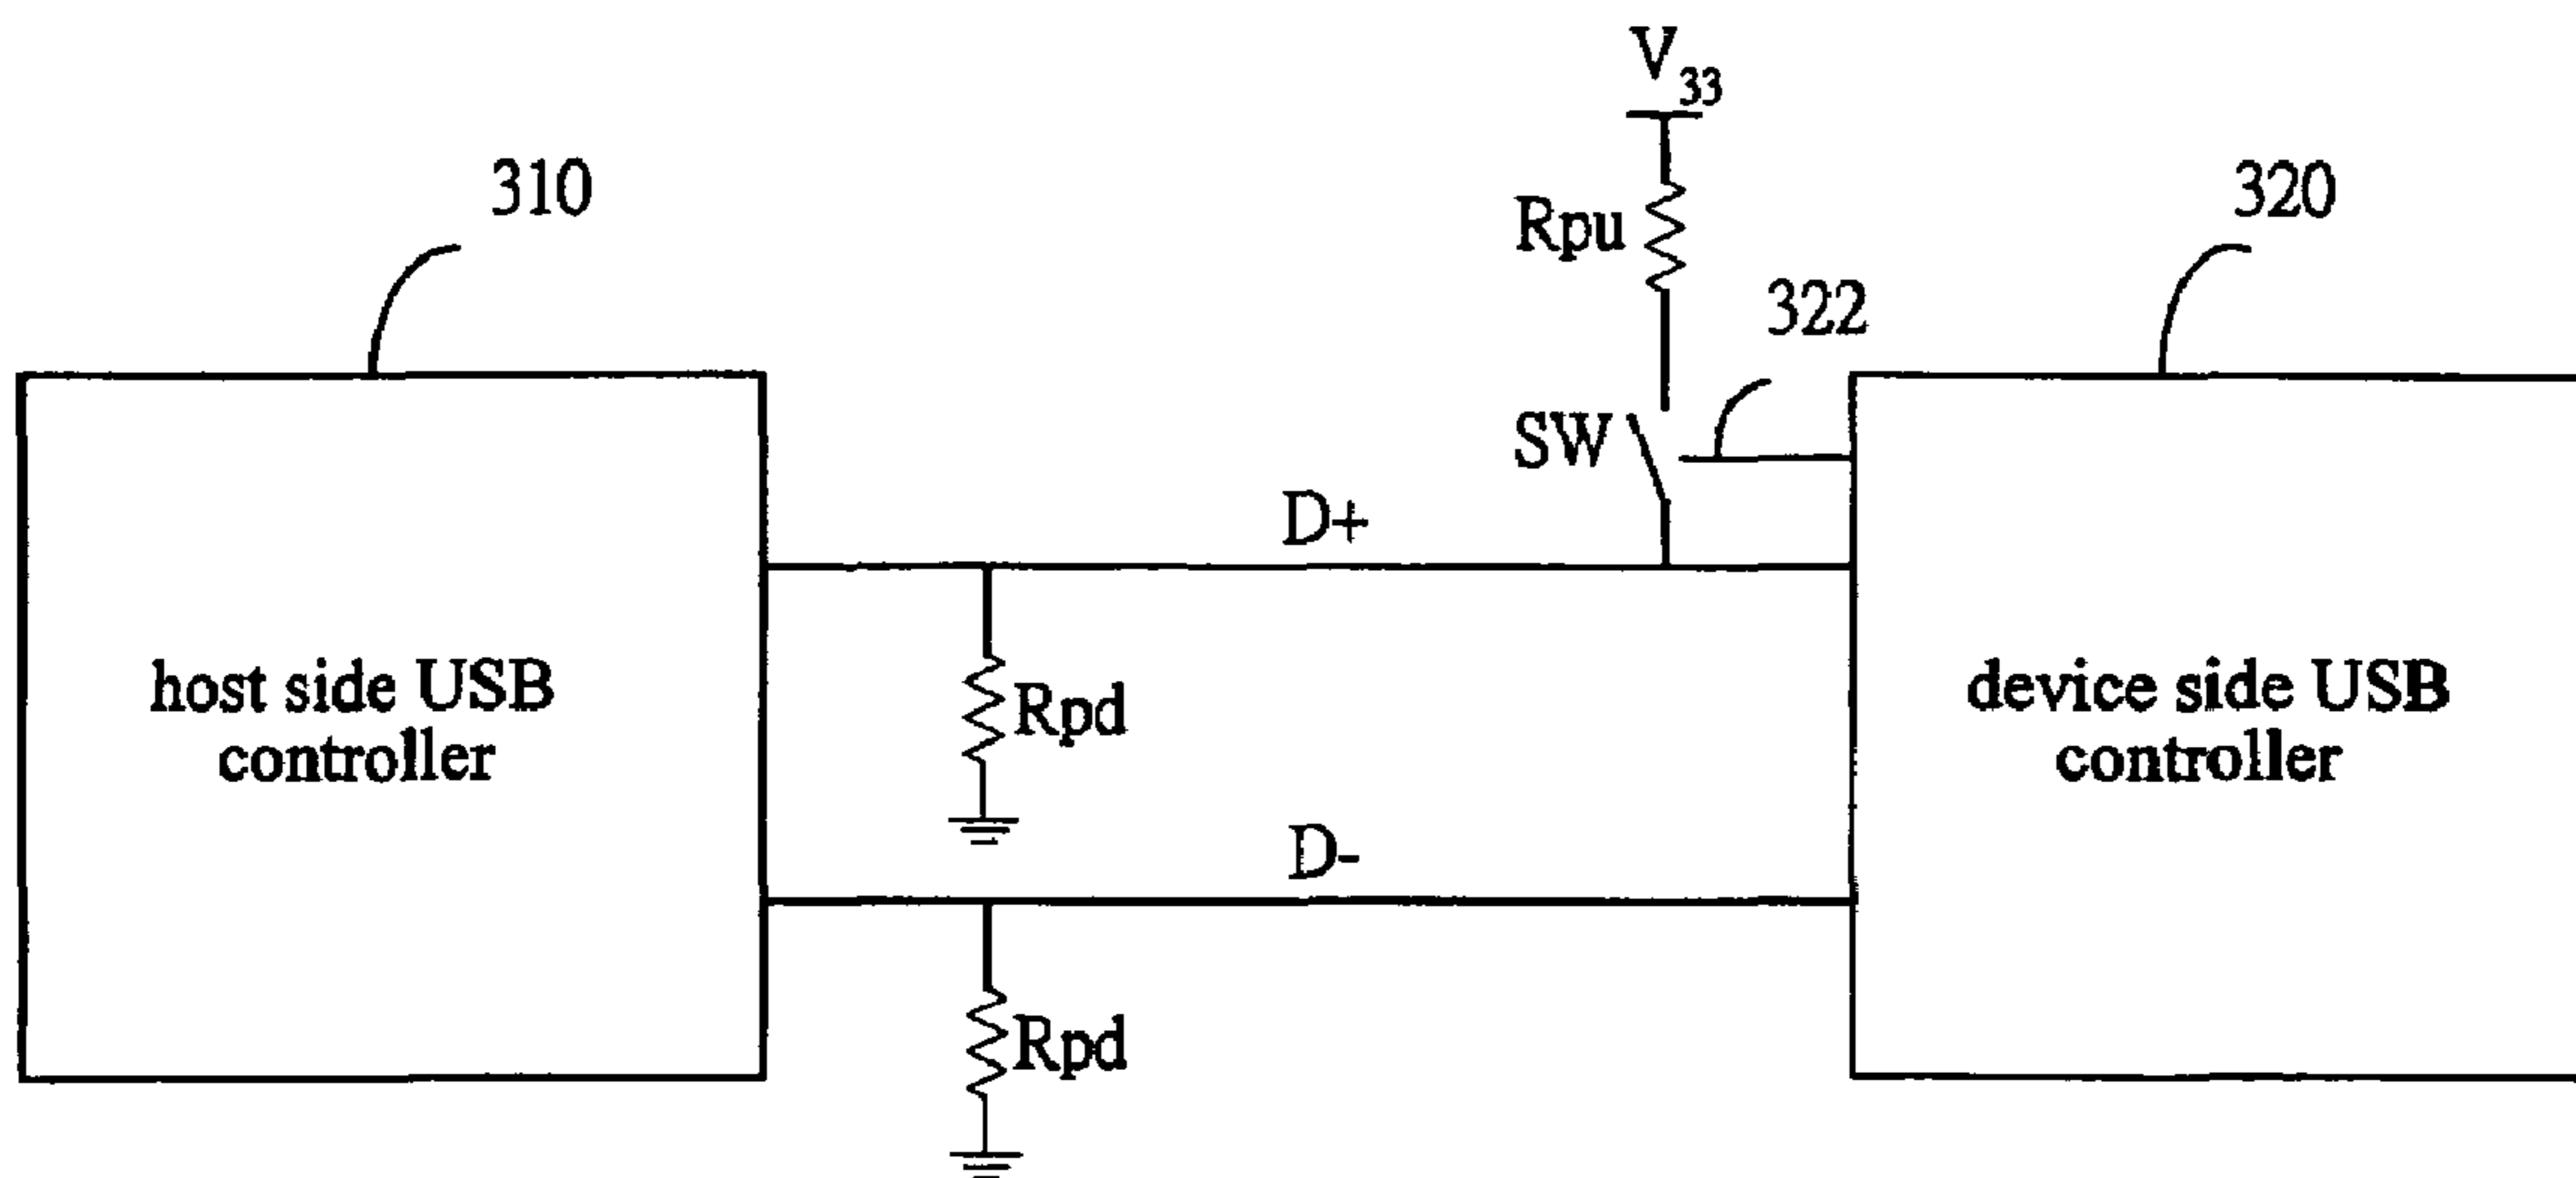 V33
310
320
Rpu
322
SW
D+
host side USB
controller
Rpd
device side USB
controller
D-
Rpd